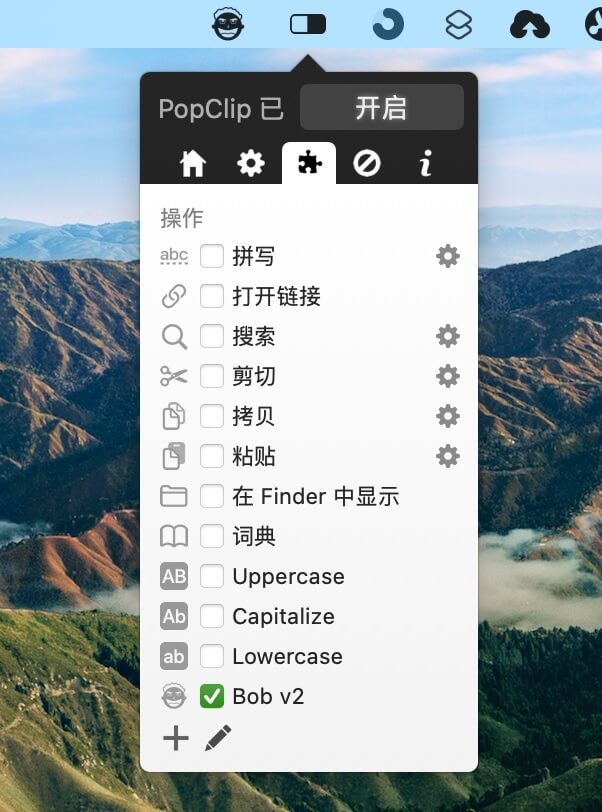 PopClip 已 开启
操作
abc 拼写
打开链接
搜索
剪切
拷贝
粘贴
在 Finder 中显示
词典
AB Uppercase
Ab Capitalize
ab Lowercase
Bob v2